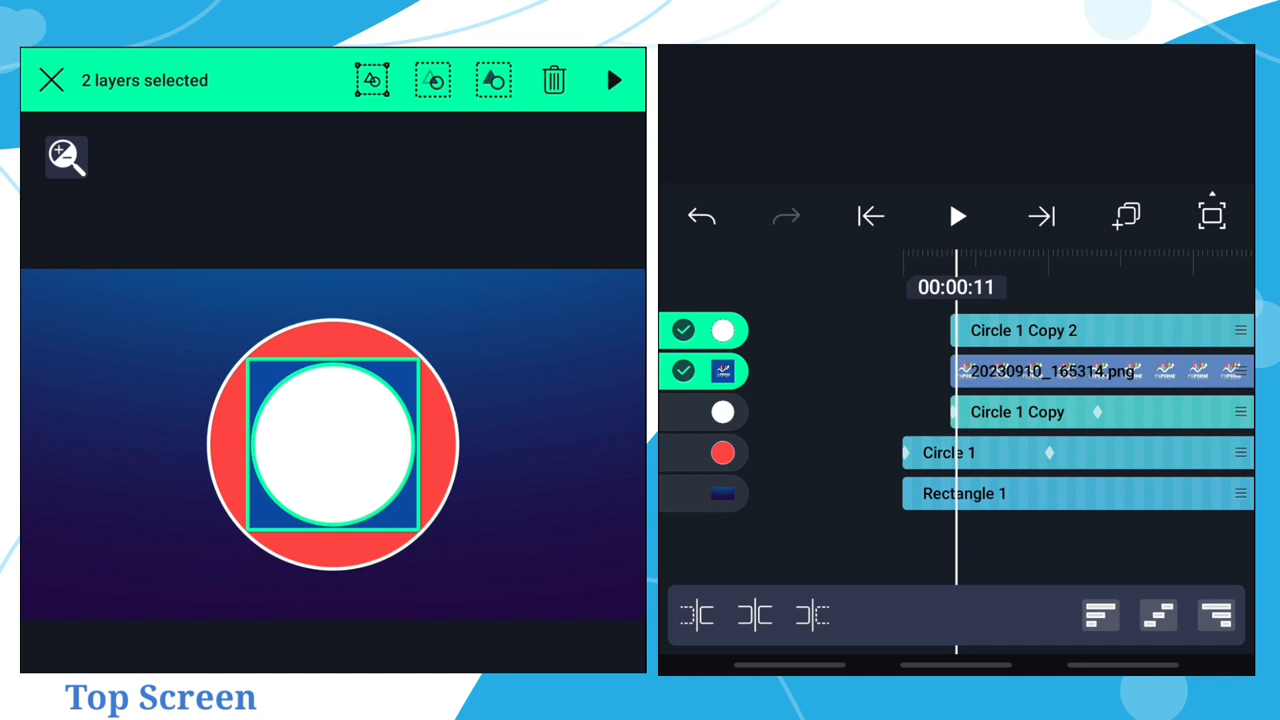 2 layers selected
00:00:11
Circle 1 Copy 2
20230910_165314.png
Circle 1 Copy
Circle 1
Rectangle 1
Top Screen